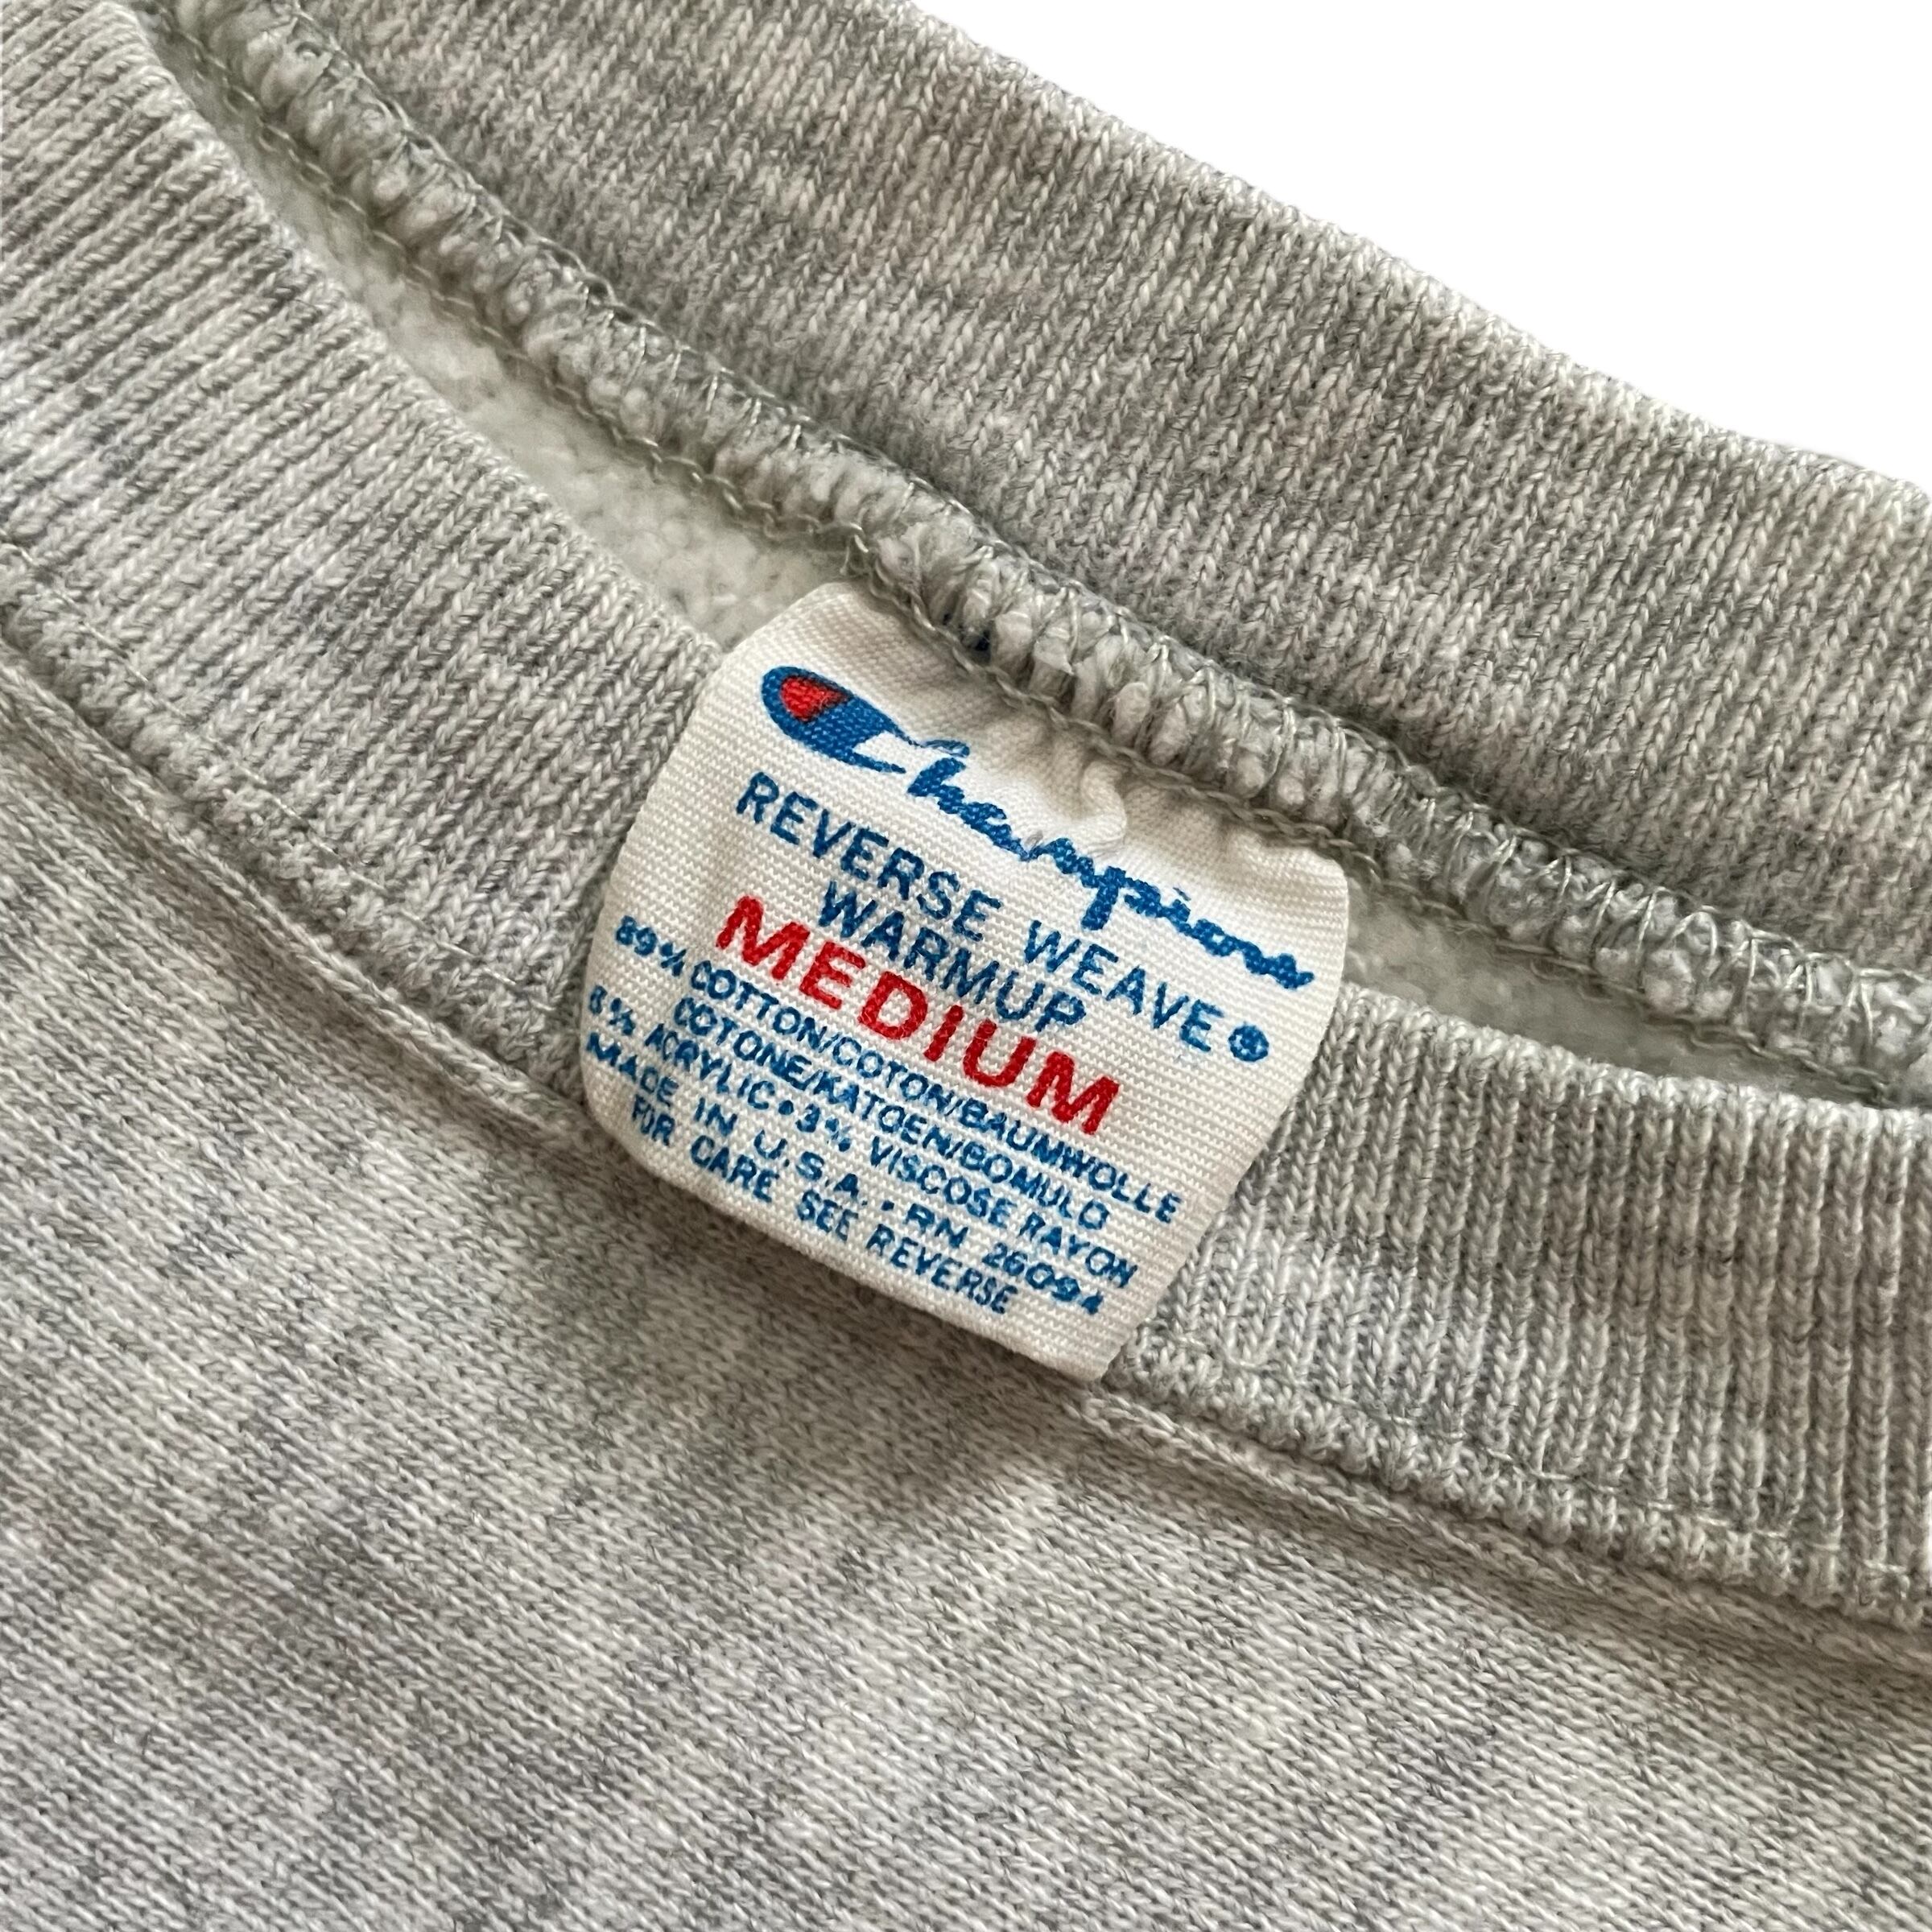 Champion
REVERSE WEAVE®
WARMUP
MEDIUM
89% COTTON/COTON/BAUMWOLLE
COTONE/KATOEN/BOMULD
8% ACRYLIC•3% VISCOSE RAYON
MADE IN U.S.A. • RN 26094
FOR CARE SEE REVERSE